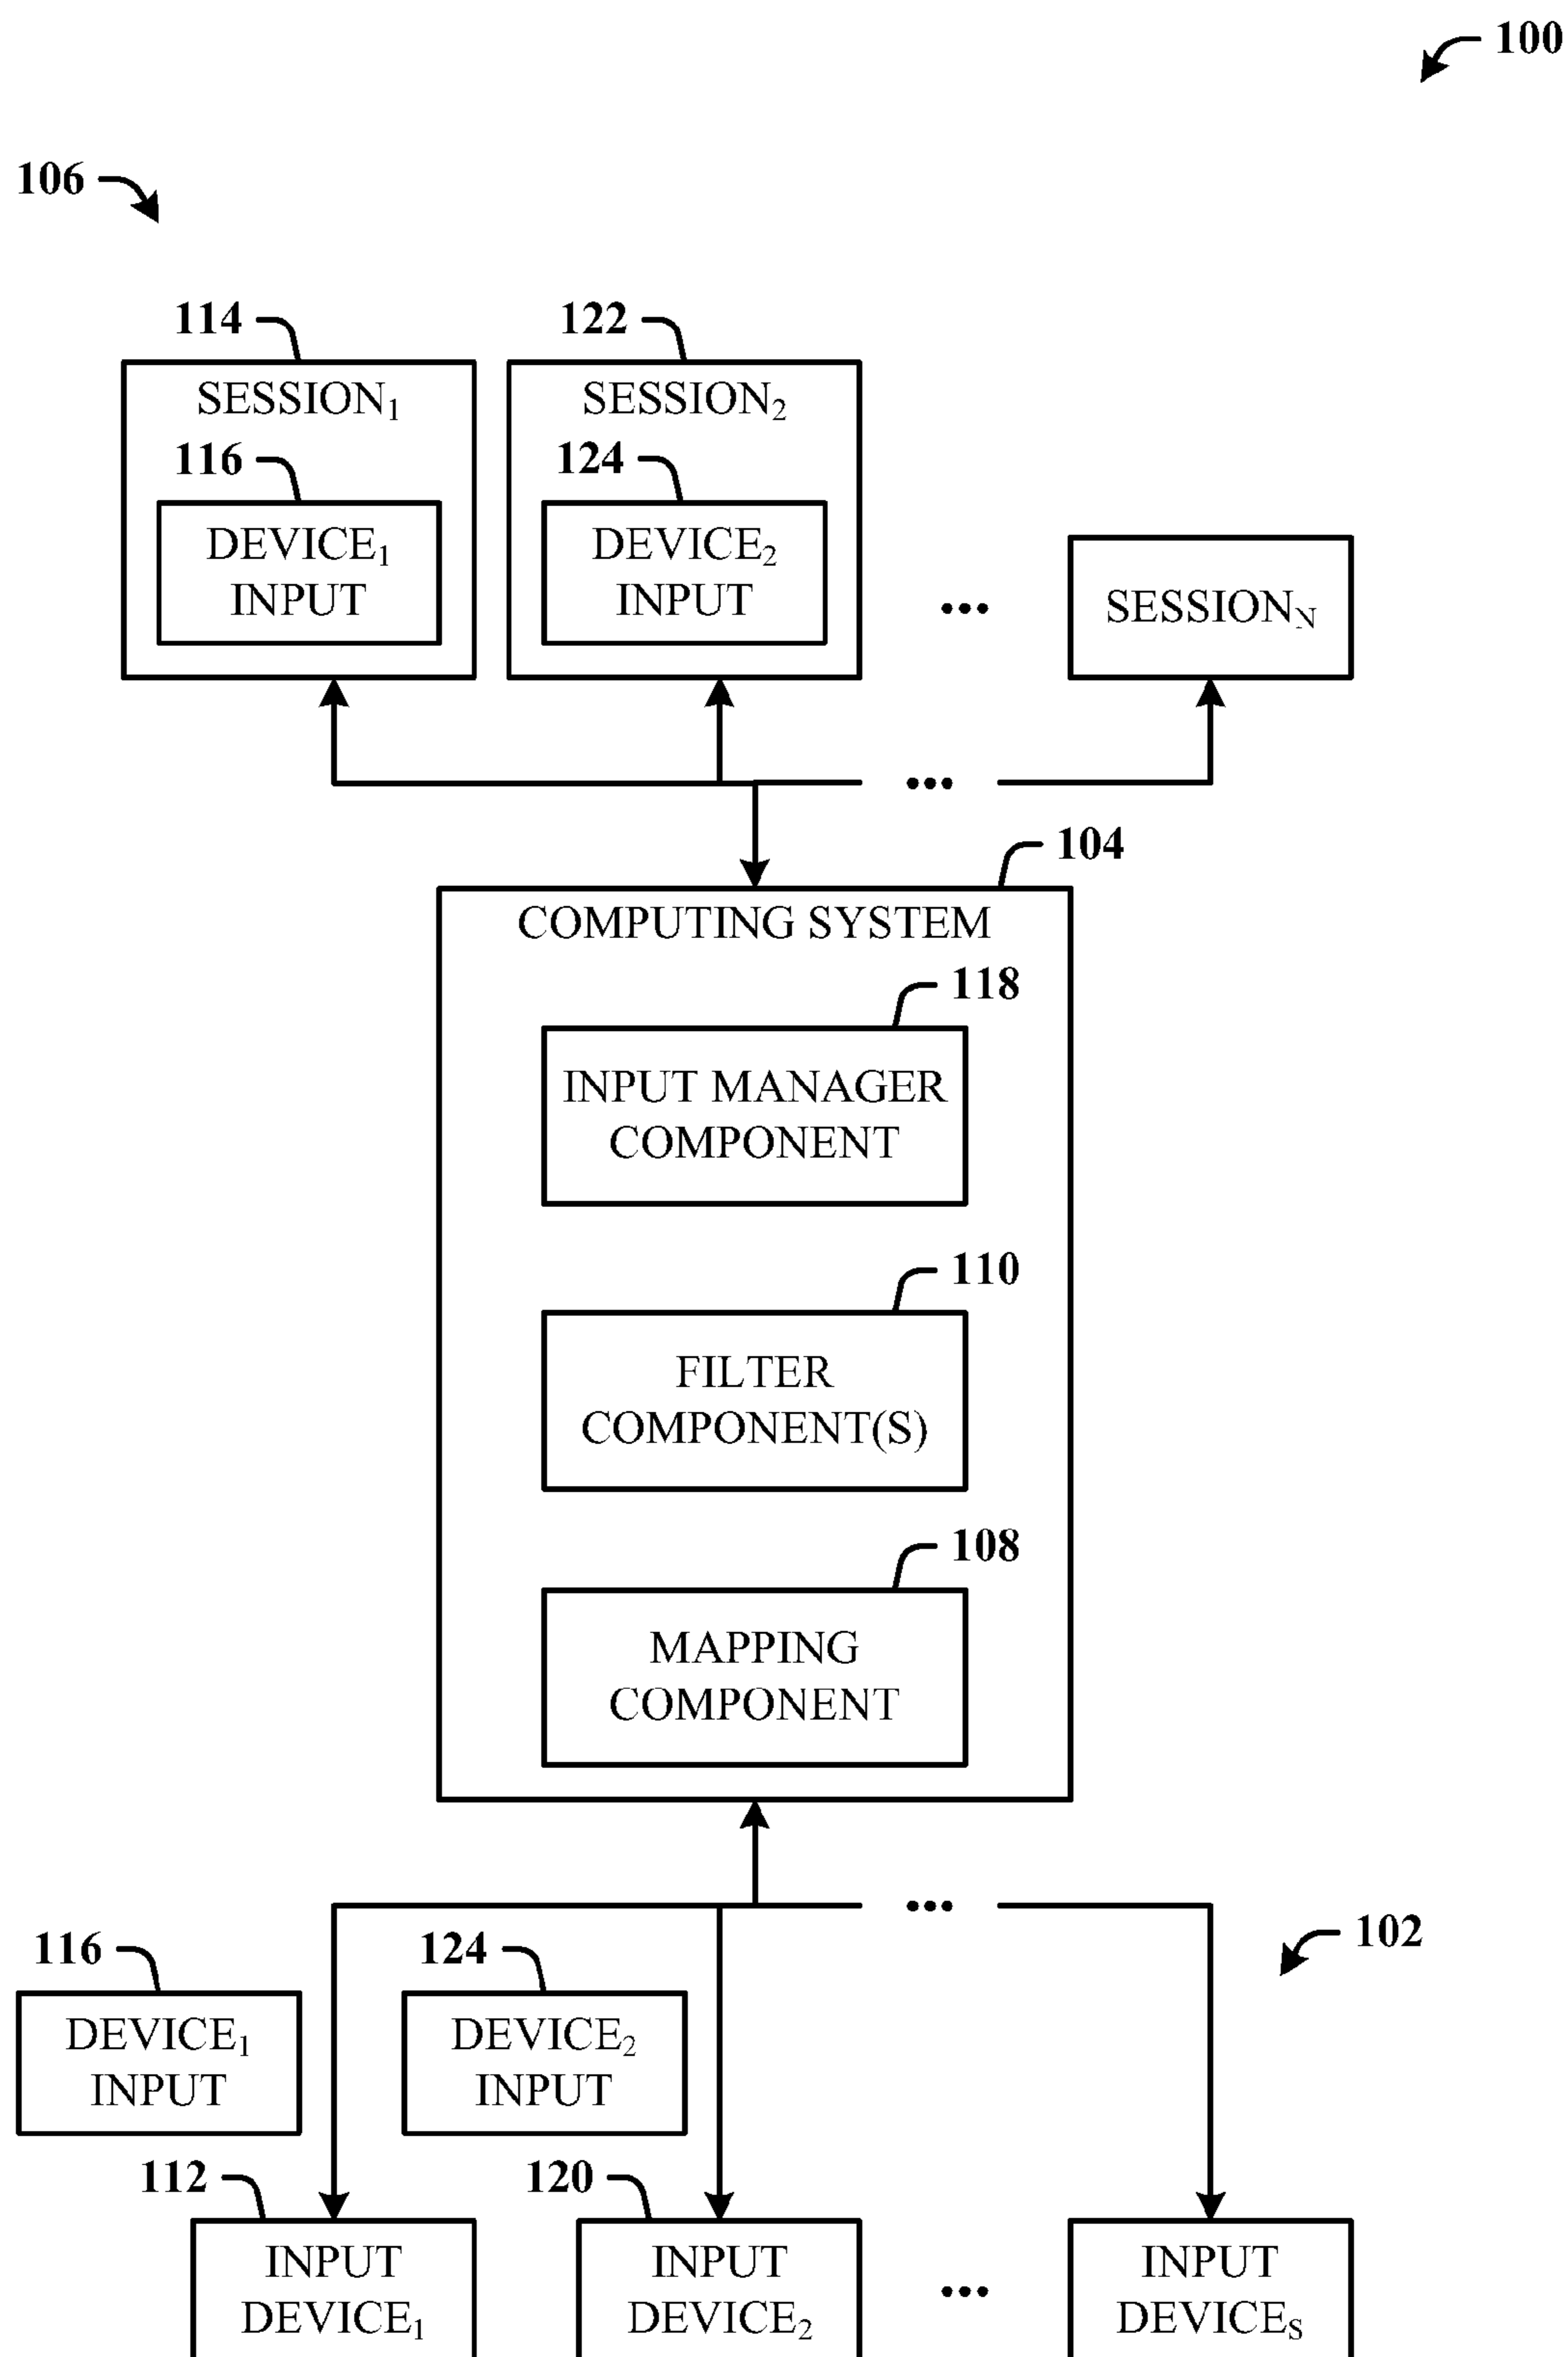 100
106
114
122
SESSION₁
SESSION₂
116
124
DEVICE₁
INPUT
DEVICE₂
INPUT
...
SESSION_N
...
104
COMPUTING SYSTEM
118
INPUT MANAGER
COMPONENT
110
FILTER
COMPONENT(S)
108
MAPPING
COMPONENT
...
102
116
124
DEVICE₁
INPUT
DEVICE₂
INPUT
112
120
INPUT
DEVICE₁
INPUT
DEVICE₂
...
INPUT
DEVICE_S